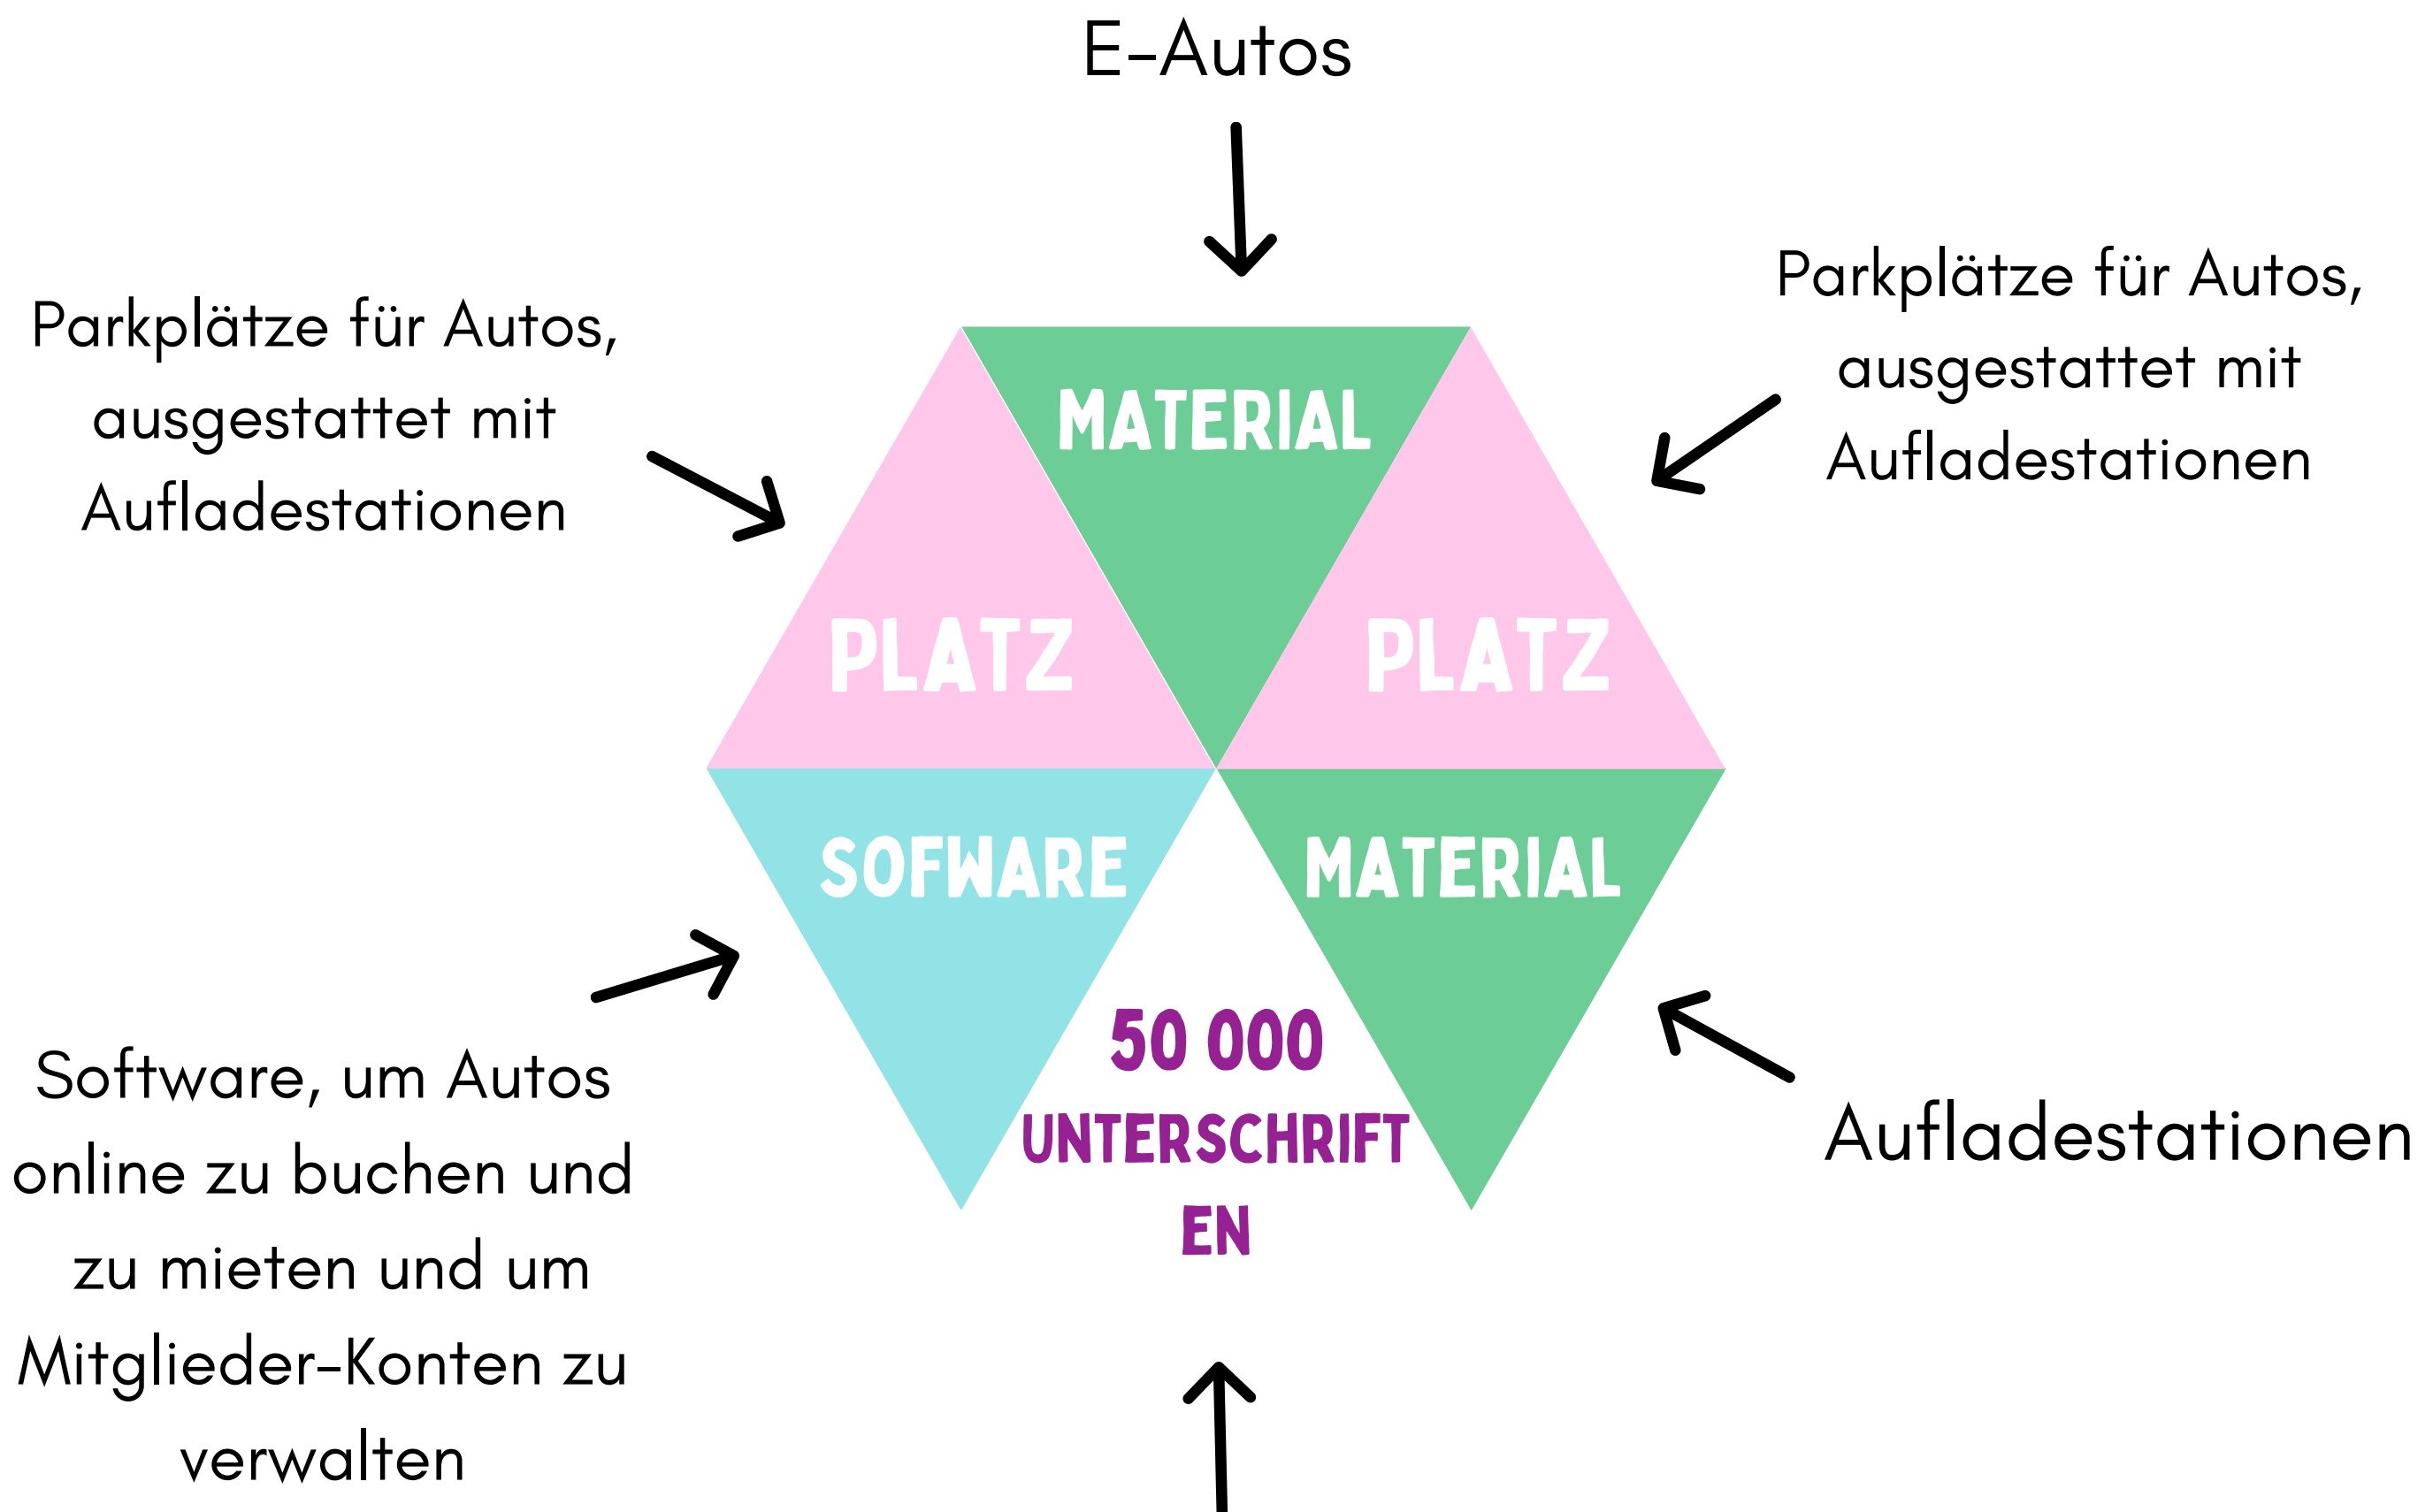 E-Autos
Parkplätze für Autos,
ausgestattet mit
Aufladestationen
Parkplätze für Autos,
ausgestattet mit
Aufladestationen
MATERIAL
PLATZ
PLATZ
SOFWARE
MATERIAL
50 000
UNTERSCHRIFT
EN
Software, um Autos
online zu buchen und
zu mieten und um
Mitglieder-Konten zu
verwalten
Aufladestationen